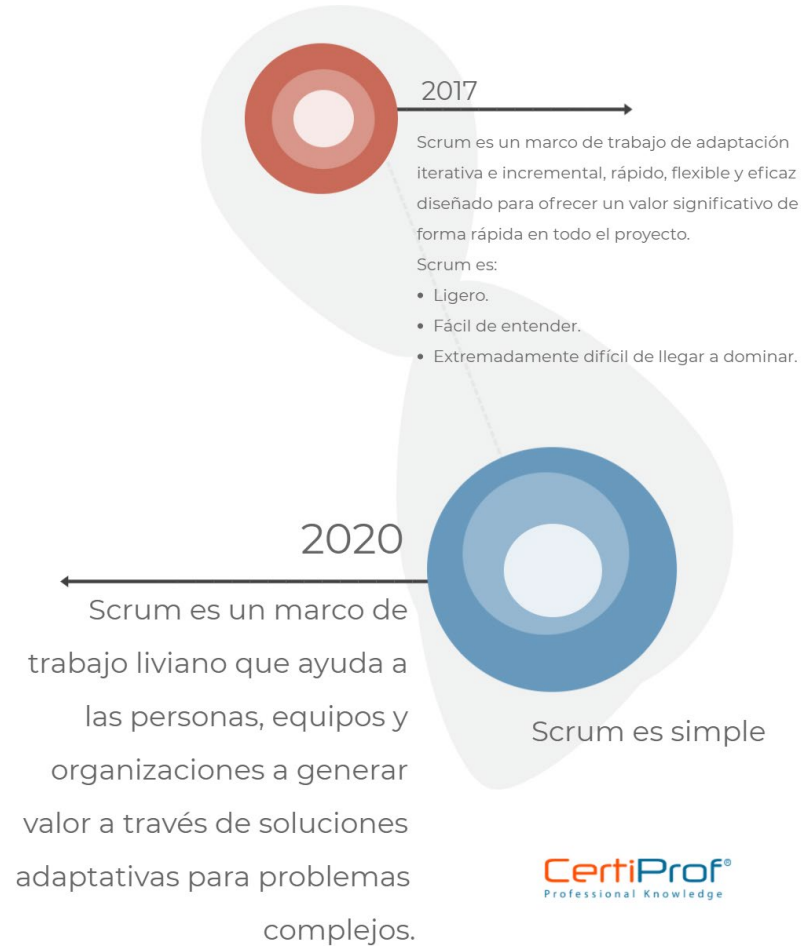 2017
Scrum es un marco de trabajo de adaptación
iterativa e incremental, rápido, flexible y eficaz
diseñado para ofrecer un valor significativo de
forma rápida en todo el proyecto.
Scrum es:
• Ligero.
• Fácil de entender.
• Extremadamente difícil de llegar a dominar.
2020
Scrum es un marco de
trabajo liviano que ayuda a
las personas, equipos y
organizaciones a generar
valor a través de soluciones
adaptativas para problemas
complejos.
Scrum es simple
CertiProf®
Professional Knowledge